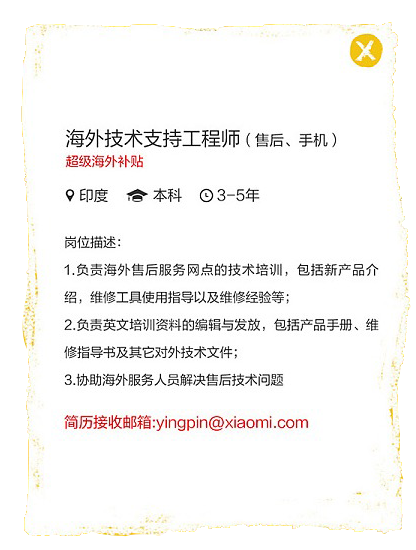 海外技术支持工程师（售后、手机）
超级海外补贴
印度 本科 3-5年
岗位描述：
1.负责海外售后服务网点的技术培训，包括新产品介
绍，维修工具使用指导以及维修经验等；
2.负责英文培训资料的编辑与发放，包括产品手册、维
修指导书及其它对外技术文件；
3.协助海外服务人员解决售后技术问题
简历接收邮箱:yingpin@xiaomi.com